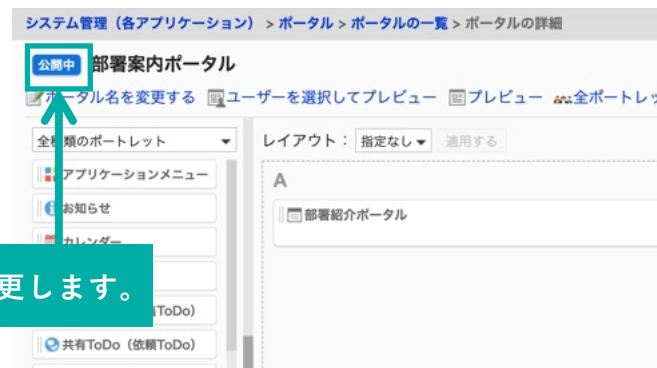 システム管理（各アプリケーション） > ポータル > ポータルの一覧 > ポータルの詳細
公開中 部署案内ポータル
ポータル名を変更する ユーザーを選択してプレビュー プレビュー 全ポートレッ
全種類のポートレット レイアウト： 指定なし 適用する
アプリケーションメニュー
A
お知らせ
部署紹介ポータル
カレンダー
更します。
ToDo）
共有ToDo（依頼ToDo）